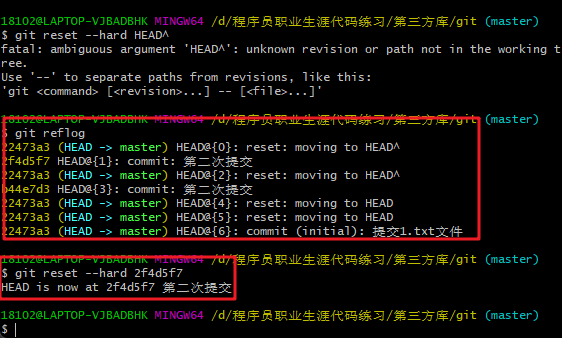 18102@LAPTOP-VJBADBHK MINGW64 /d/程序员职业生涯代码练习/第三方库/git (master)
$ git reset --hard HEAD^
fatal: ambiguous argument 'HEAD^': unknown revision or path not in the working t
ree.
Use '--' to separate paths from revisions, like this:
'git <command> [<revision>...] -- [<file>...]'
18102@LAPTOP-VJBADBHK MINGW64 /d/程序员职业生涯代码练习/第三方库/git (master)
$ git reflog
22473a3 (HEAD -> master) HEAD@{0}: reset: moving to HEAD^
2f4d5f7 HEAD@{1}: commit: 第二次提交
22473a3 (HEAD -> master) HEAD@{2}: reset: moving to HEAD^
b44e7d3 HEAD@{3}: commit: 第二次提交
22473a3 (HEAD -> master) HEAD@{4}: reset: moving to HEAD
22473a3 (HEAD -> master) HEAD@{5}: reset: moving to HEAD
22473a3 (HEAD -> master) HEAD@{6}: commit (initial): 提交1.txt文件
18102@LAPTOP-VJBADBHK MINGW64 /d/程序员职业生涯代码练习/第三方库/git (master)
$ git reset --hard 2f4d5f7
HEAD is now at 2f4d5f7 第二次提交
18102@LAPTOP-VJBADBHK MINGW64 /d/程序员职业生涯代码练习/第三方库/git (master)
$